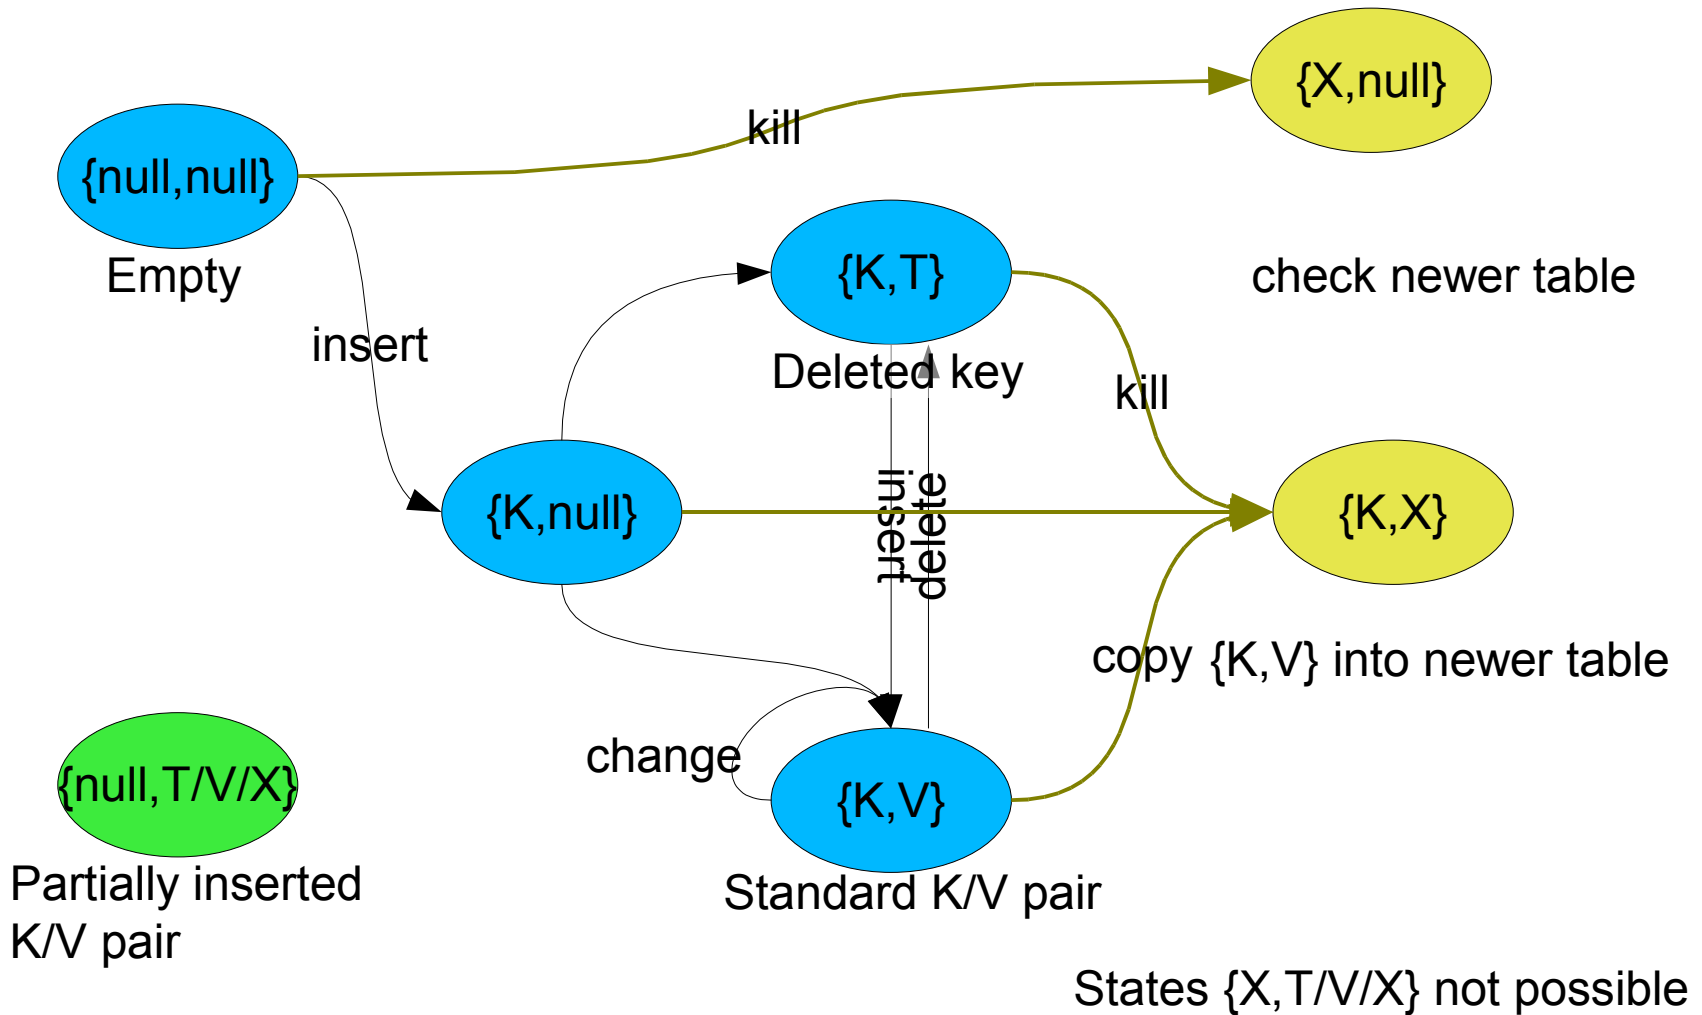 {X,null}
kill
{null,null}
Empty
{K,T}
check newer table
insert
Deleted key
kill
{K,null}
insert
delete
{K,X}
copy {K,V} into newer table
change
{null,T/V/X}
{K,V}
Partially inserted
K/V pair
Standard K/V pair
States {X,T/V/X} not possible